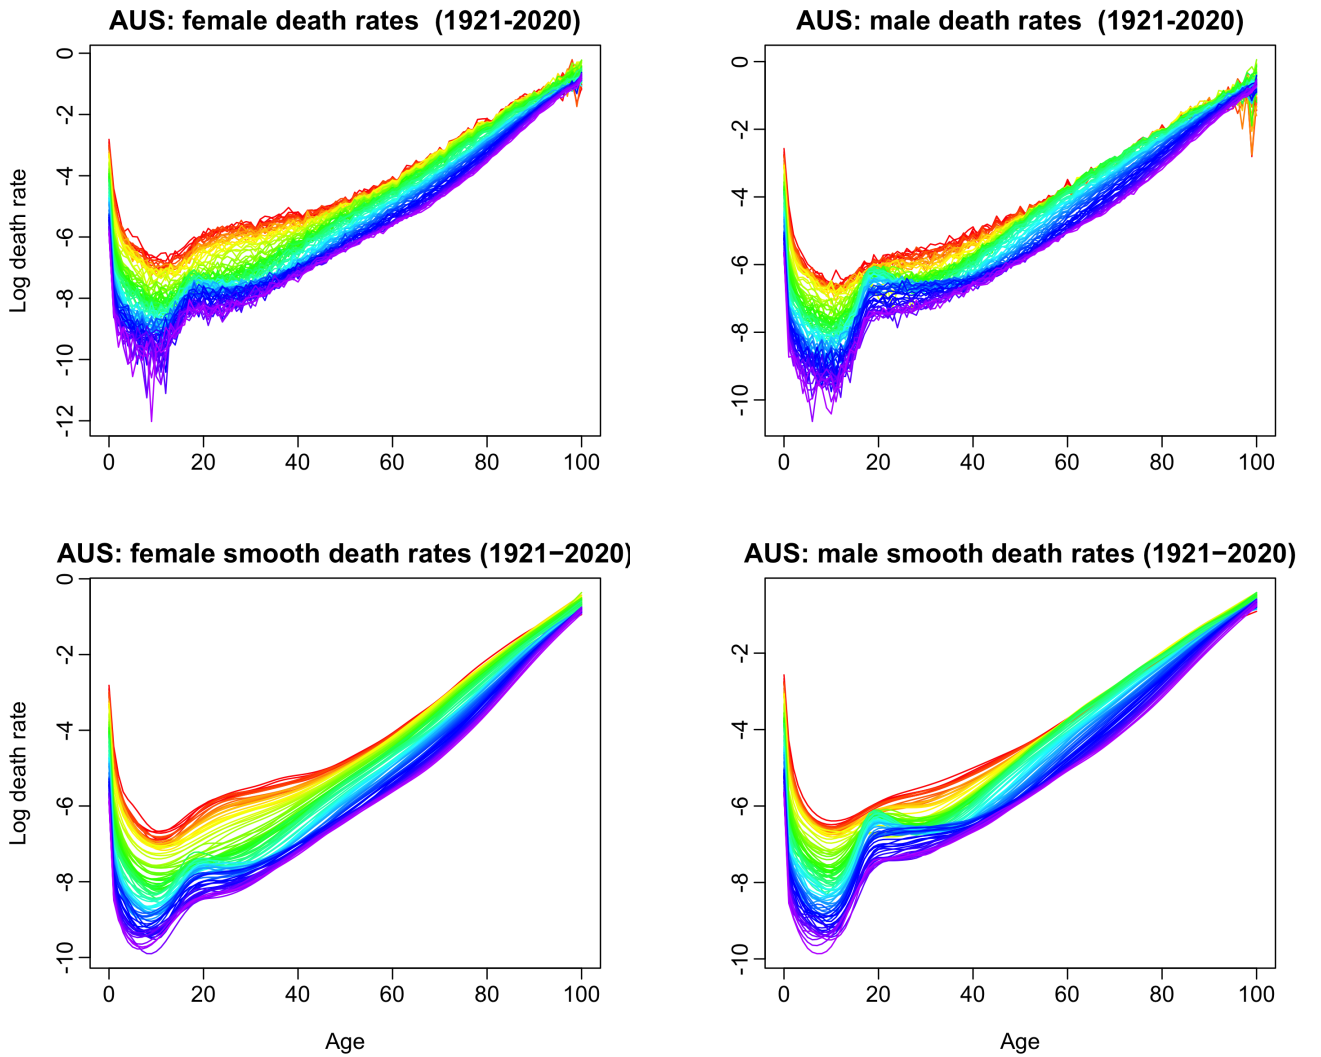 AUS: female death rates (1921-2020)
Log death rate
0
-2
-4
-6
-8
-10
-12
0 20 40 60 80 100
AUS: male death rates (1921-2020)
0
-2
-4
-6
-8
-10
0 20 40 60 80 100
AUS: female smooth death rates (1921−2020)
Log death rate
0
-2
-4
-6
-8
-10
0 20 40 60 80 100
Age
AUS: male smooth death rates (1921−2020)
-2
-4
-6
-8
-10
0 20 40 60 80 100
Age